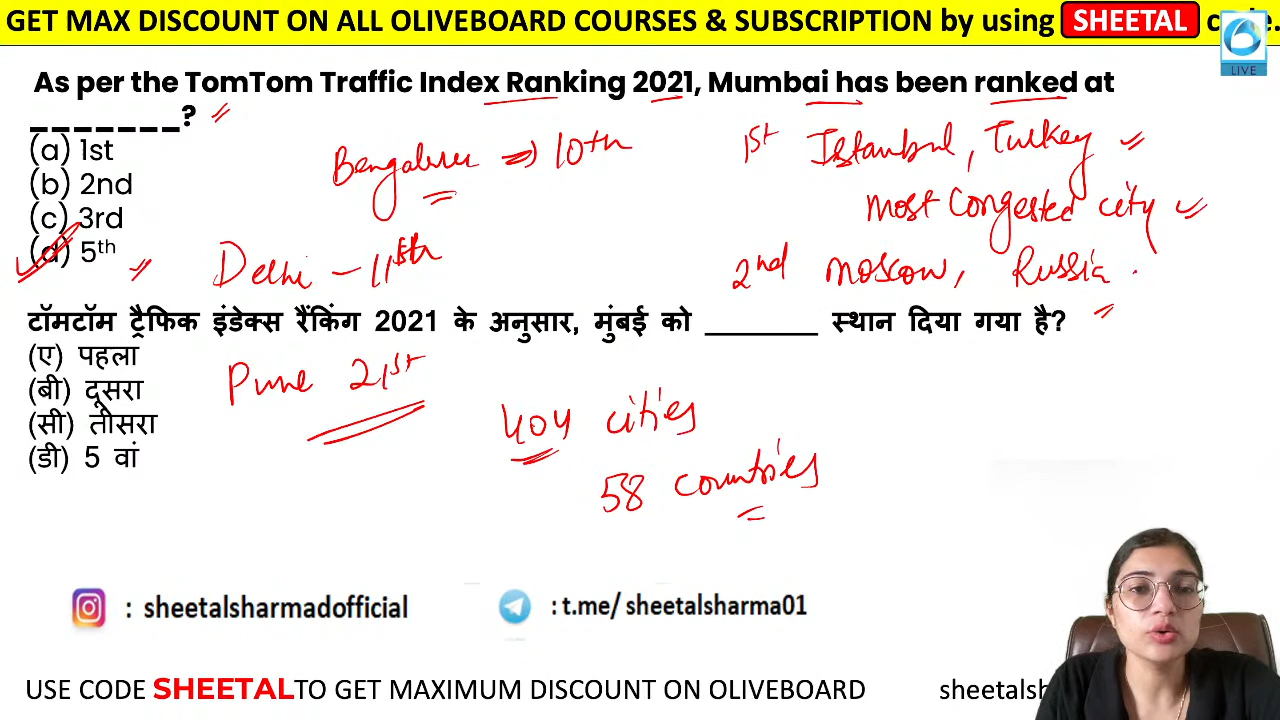 GET MAX DISCOUNT ON ALL OLIVEBOARD COURSES & SUBSCRIPTION by using SHEETAL code.
LIVE
As per the TomTom Traffic Index Ranking 2021, Mumbai has been ranked at
_______?
(a) 1st
(b) 2nd
(c) 3rd
(d) 5th
Bengaluru => 10th
1st Istanbul, Turkey
most congested city
Delhi - 11th
2nd moscow, Russia.
टॉमटॉम ट्रैफिक इंडेक्स रैंकिंग 2021 के अनुसार, मुंबई को ________ स्थान दिया गया है?
(ए) पहला
(बी) दूसरा
(सी) तीसरा
(डी) 5 वां
Pune 21st
404 cities
58 countries
: sheetalsharmadofficial
: t.me/ sheetalsharma01
USE CODE SHEETAL TO GET MAXIMUM DISCOUNT ON OLIVEBOARD